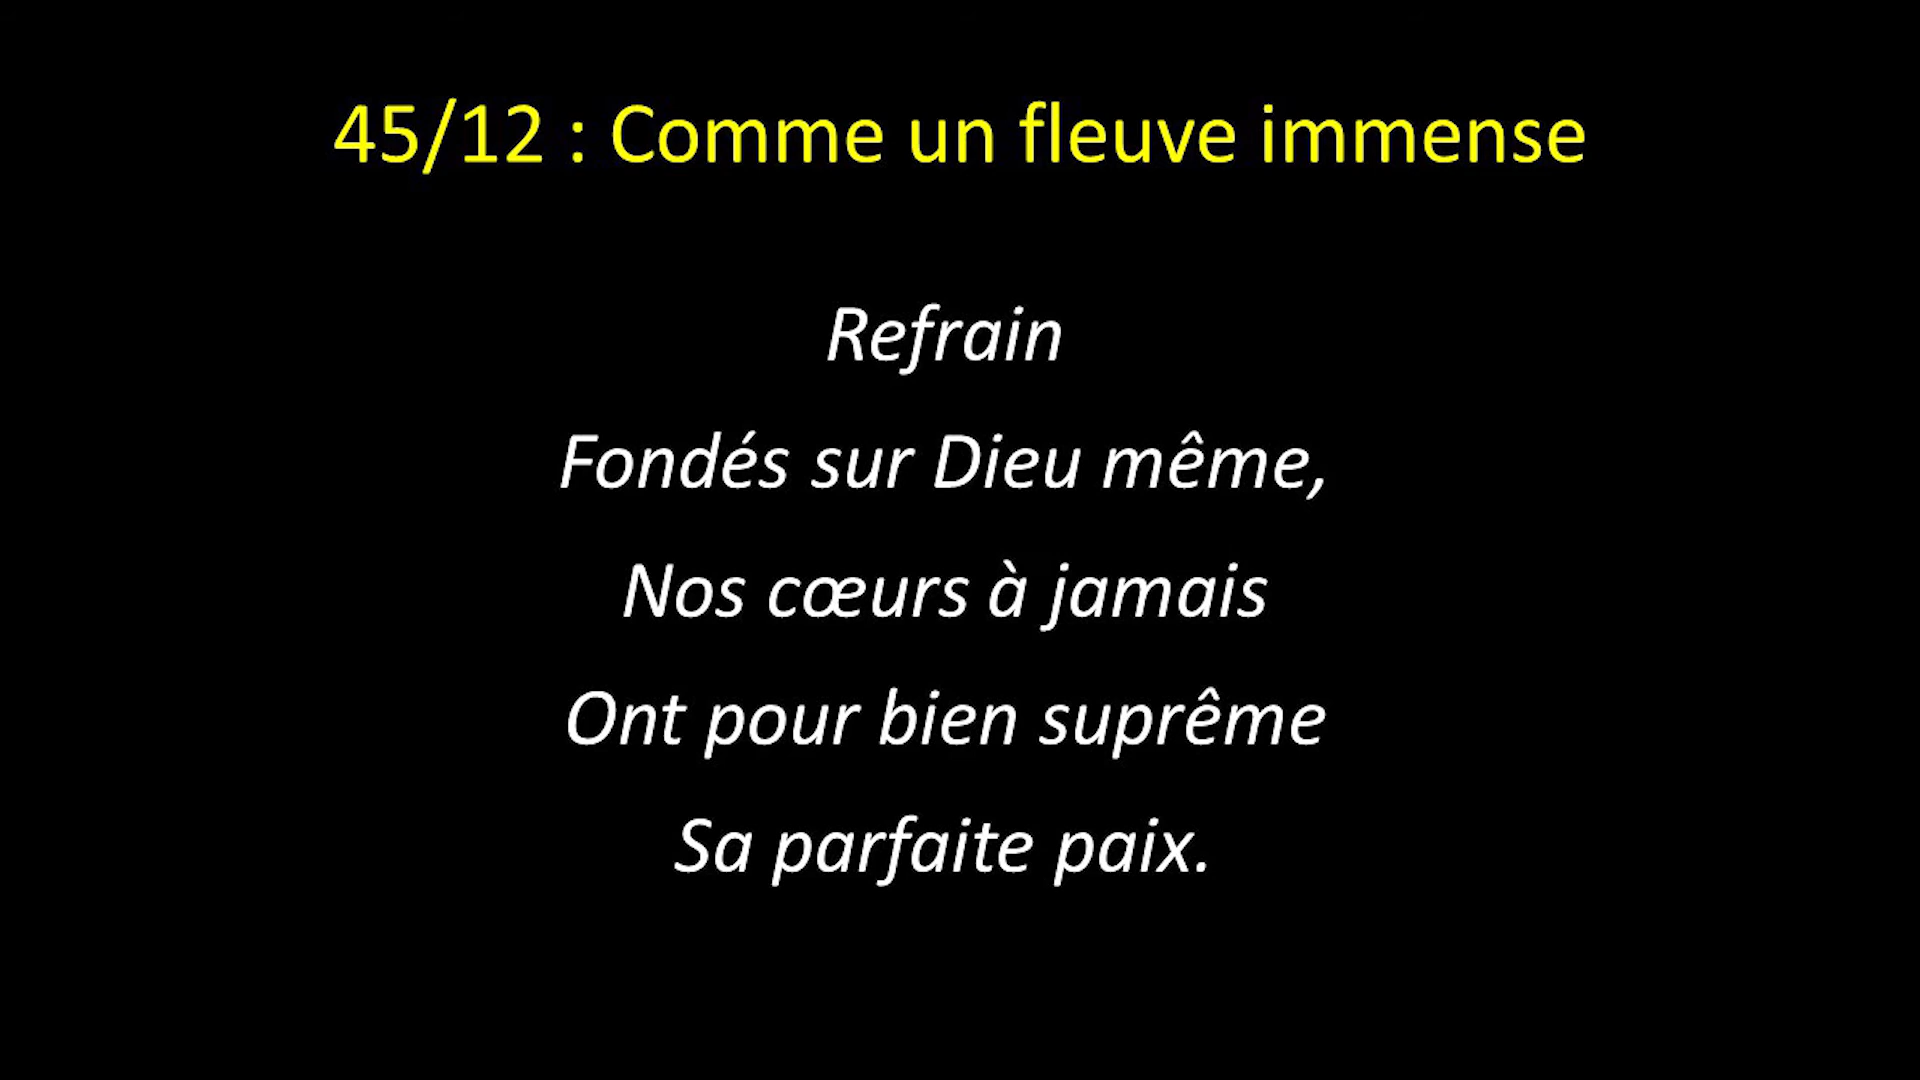 45/12 : Comme un fleuve immense
Refrain
Fondés sur Dieu même,
Nos cœurs à jamais
Ont pour bien suprême
Sa parfaite paix.